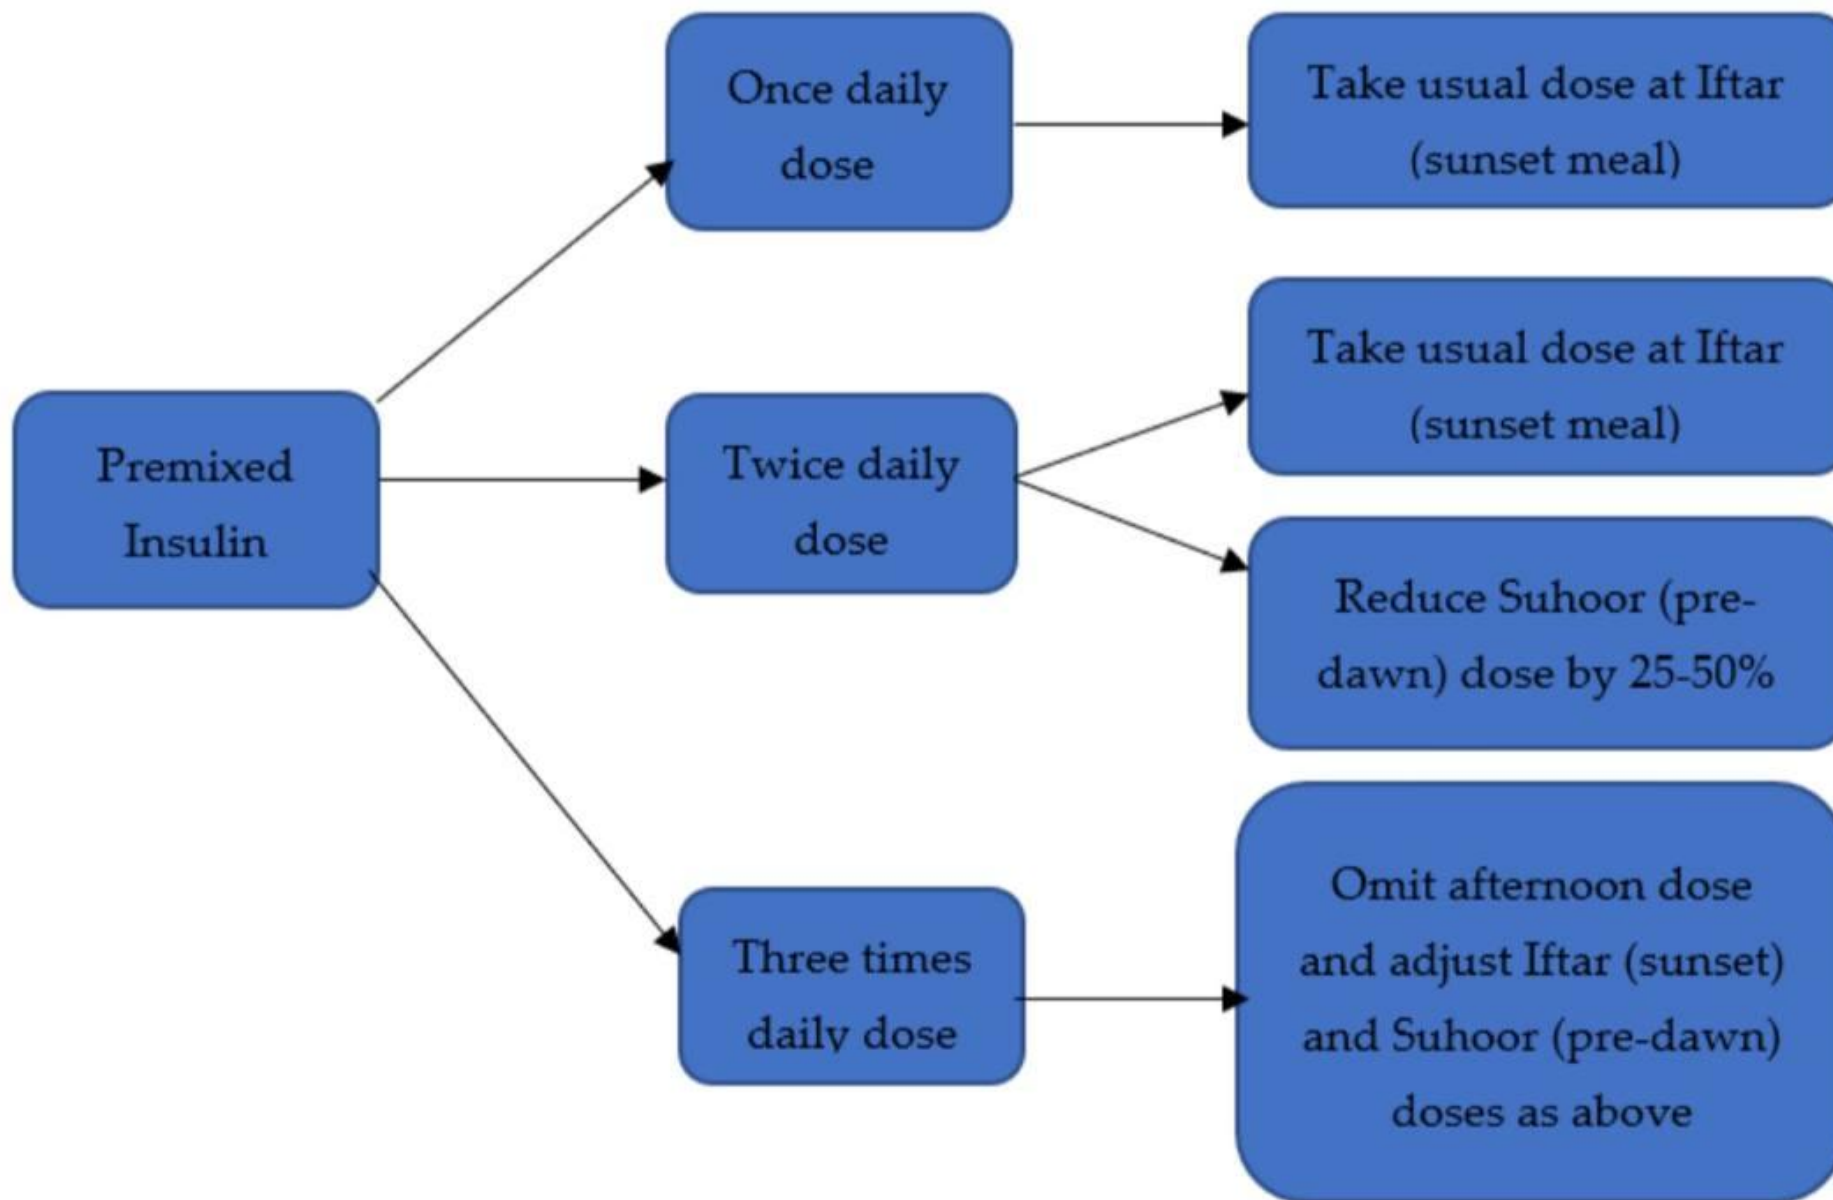 Once daily
dose
Take usual dose at Iftar
(sunset meal)
Premixed
Insulin
Twice daily
dose
Take usual dose at Iftar
(sunset meal)
Reduce Suhoor (pre-
dawn) dose by 25-50%
Three times
daily dose
Omit afternoon dose
and adjust Iftar (sunset)
and Suhoor (pre-dawn)
doses as above